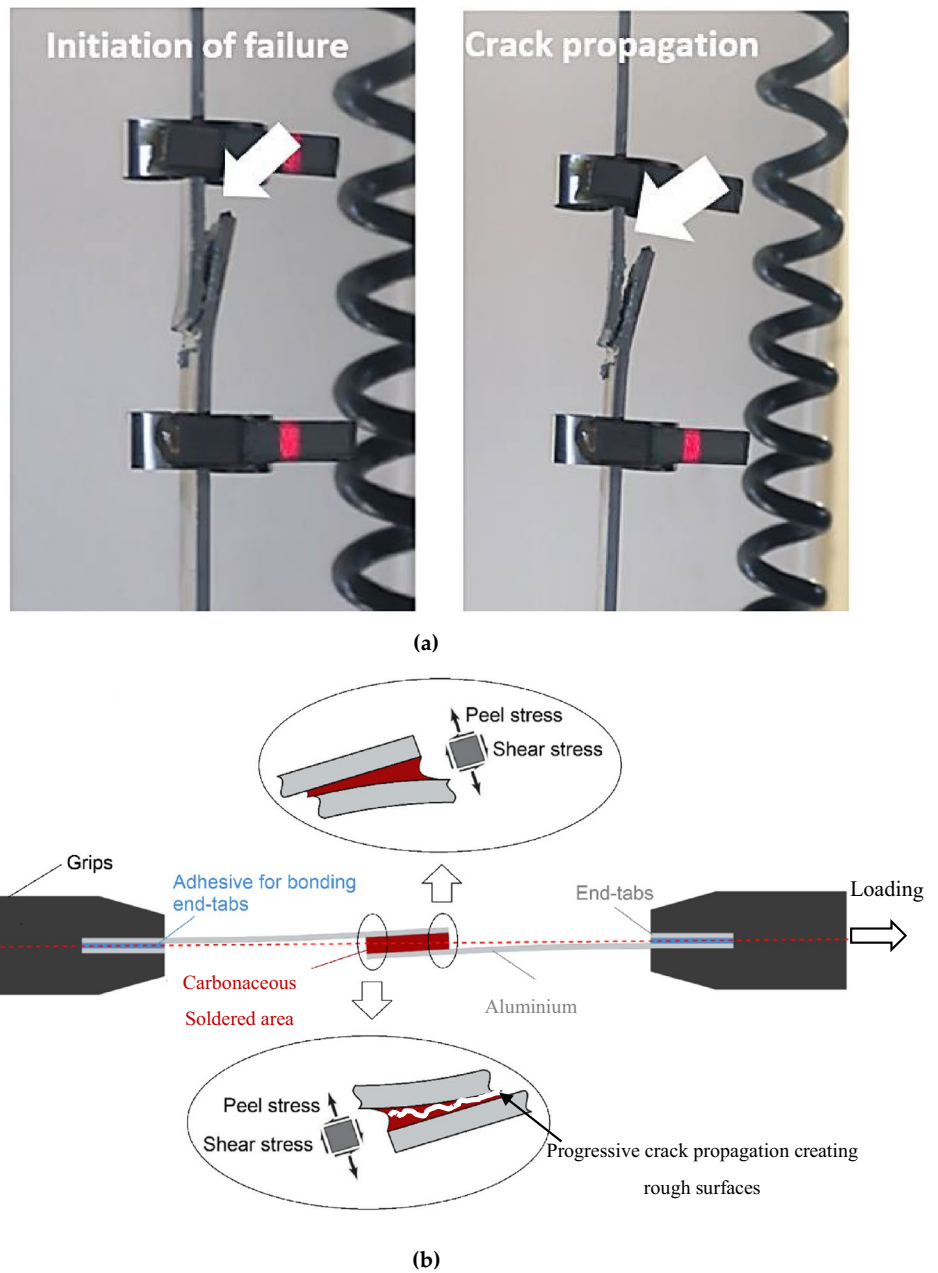 Initiation of failure
Crack propagation
(a)
Peel stress
Shear stress
Grips
Adhesive for bonding
end-tabs
End-tabs
Loading
Carbonaceous
Soldered area
Aluminium
Peel stress
Shear stress
Progressive crack propagation creating
rough surfaces
(b)